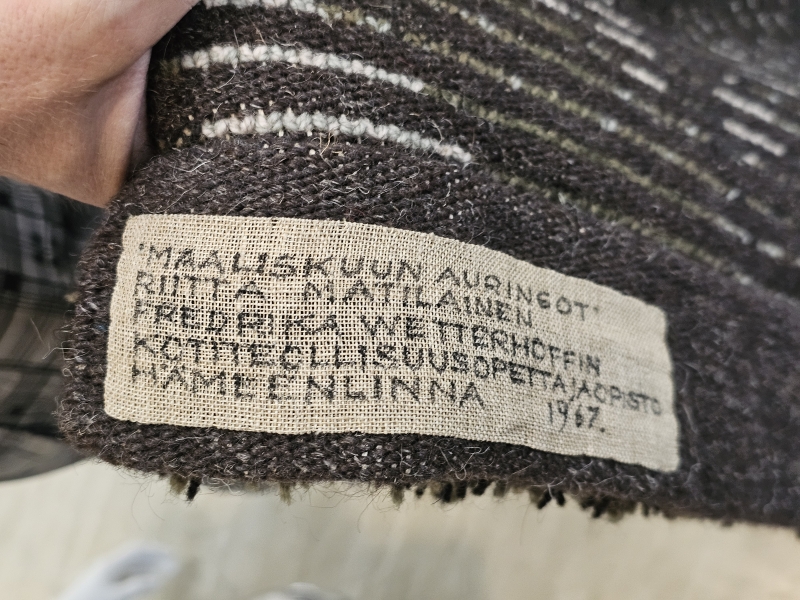 "MAALISKUUN AURINGOT"
RIITTA MATILAINEN
FREDRIKA WETTERHOFFIN
KOTITEOLLISUUSOPETTAJAOPISTO
HÄMEENLINNA 1967.